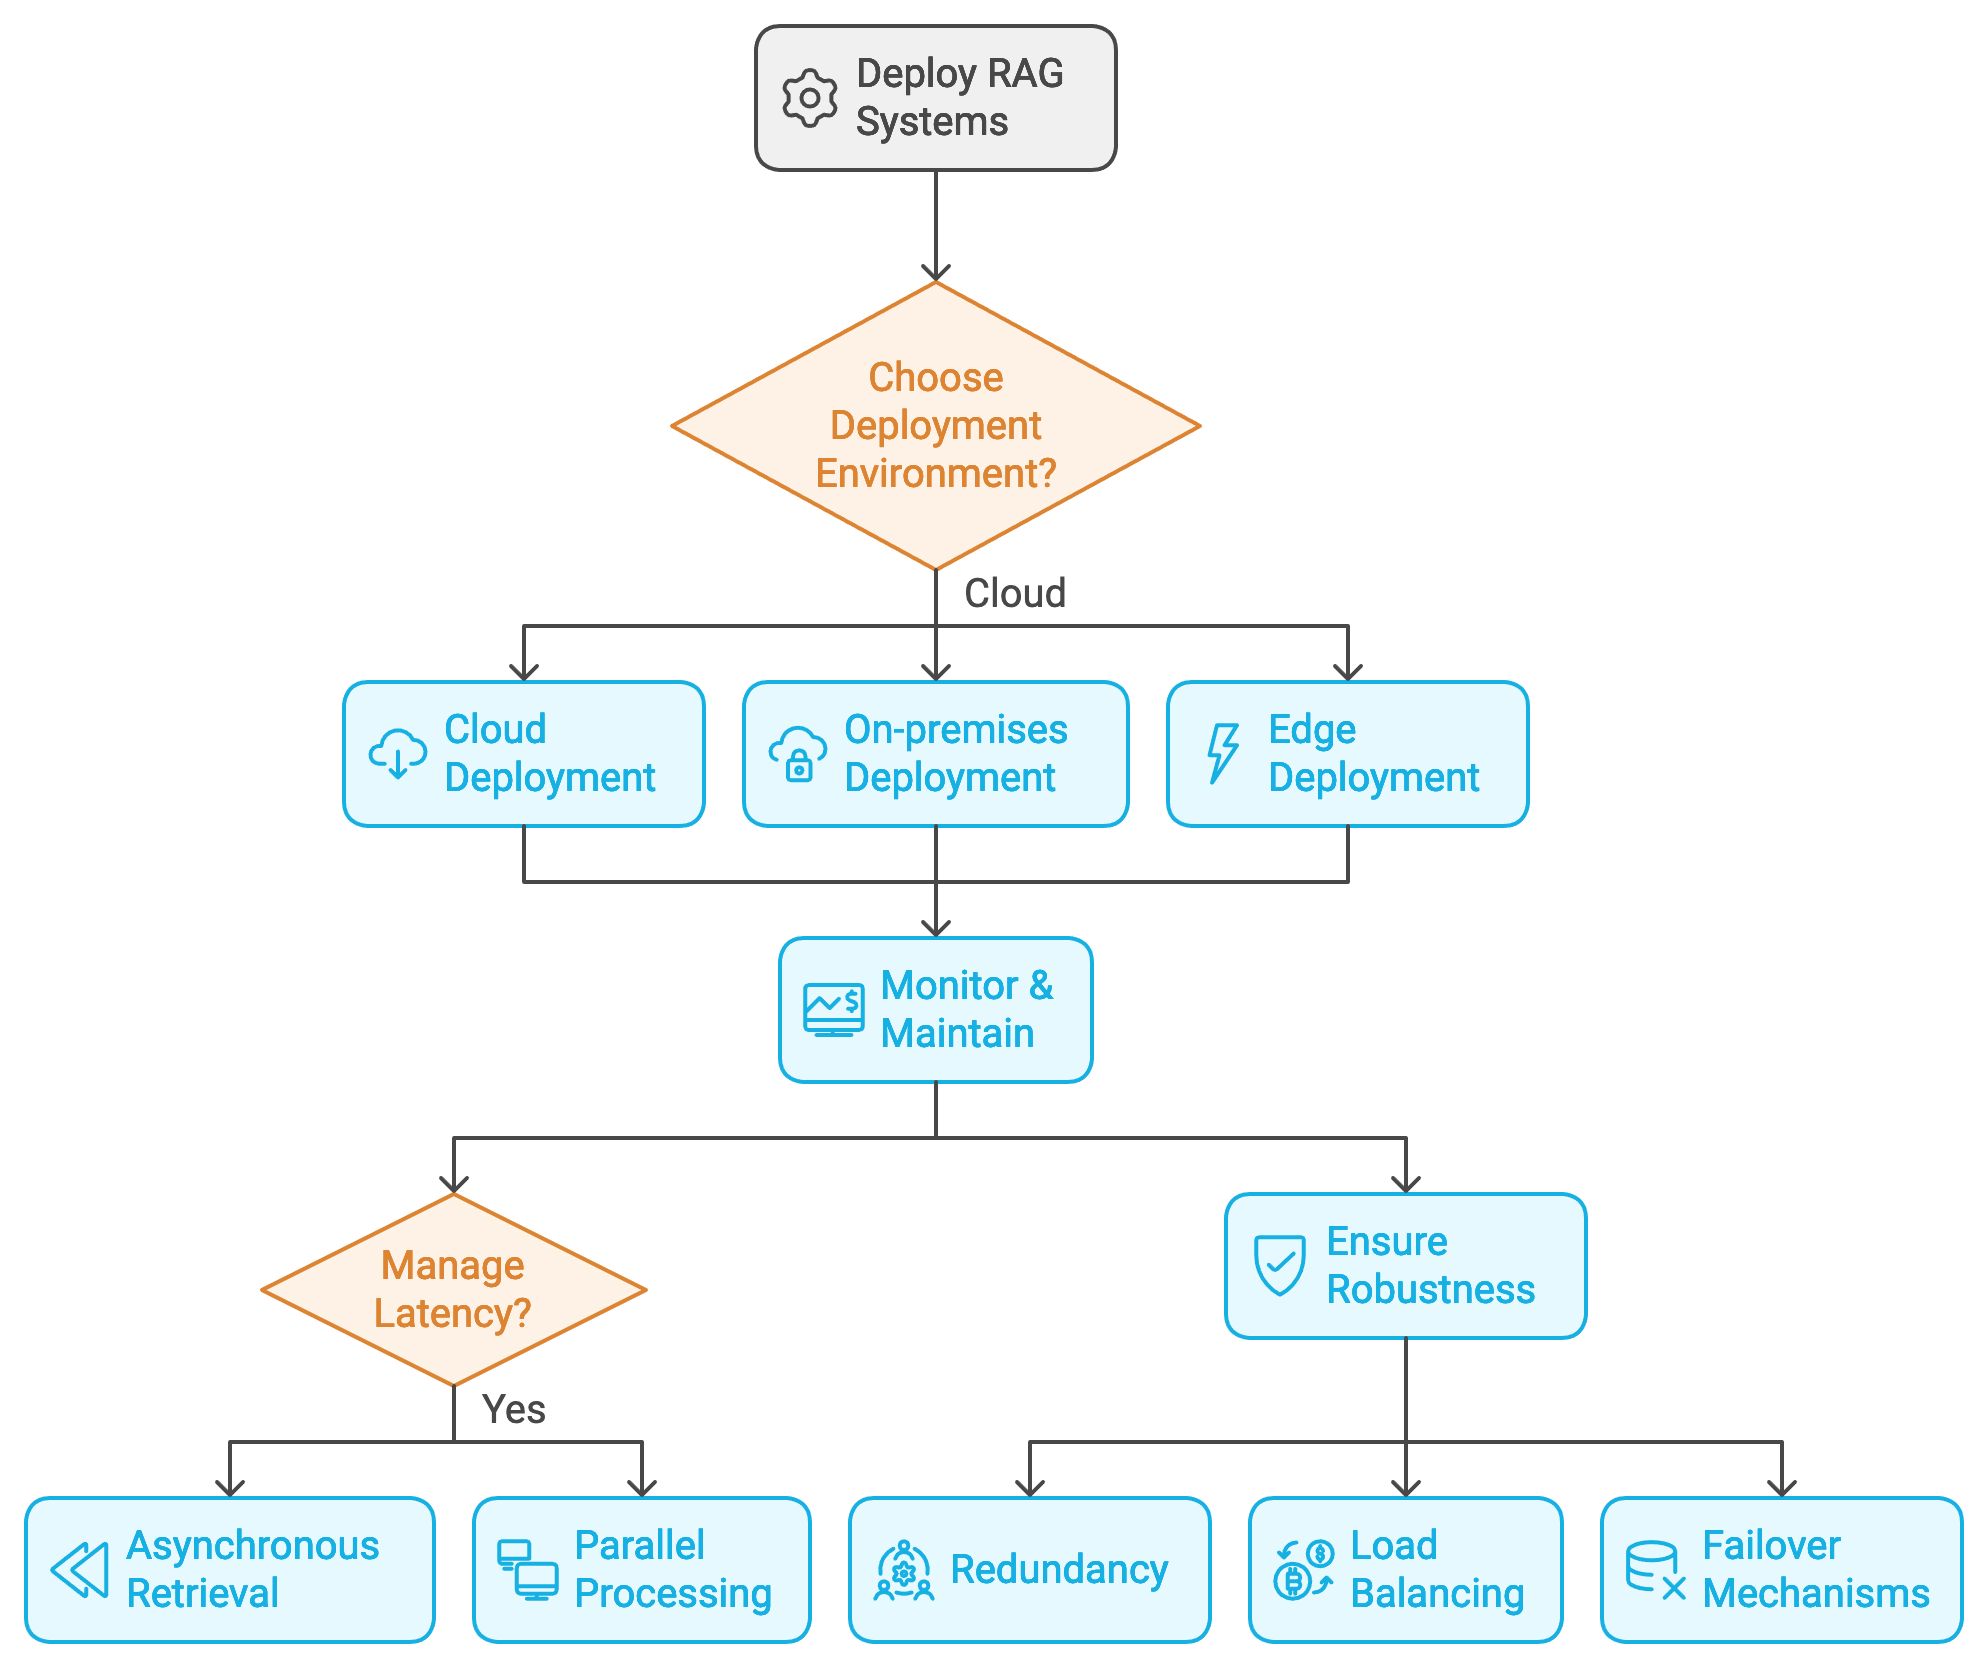 Deploy RAG
Systems
Choose
Deployment
Environment?
Cloud
Cloud
Deployment
On-premises
Deployment
Edge
Deployment
Monitor &
Maintain
Manage
Latency?
Ensure
Robustness
Yes
Asynchronous
Retrieval
Parallel
Processing
Redundancy
Load
Balancing
Failover
Mechanisms